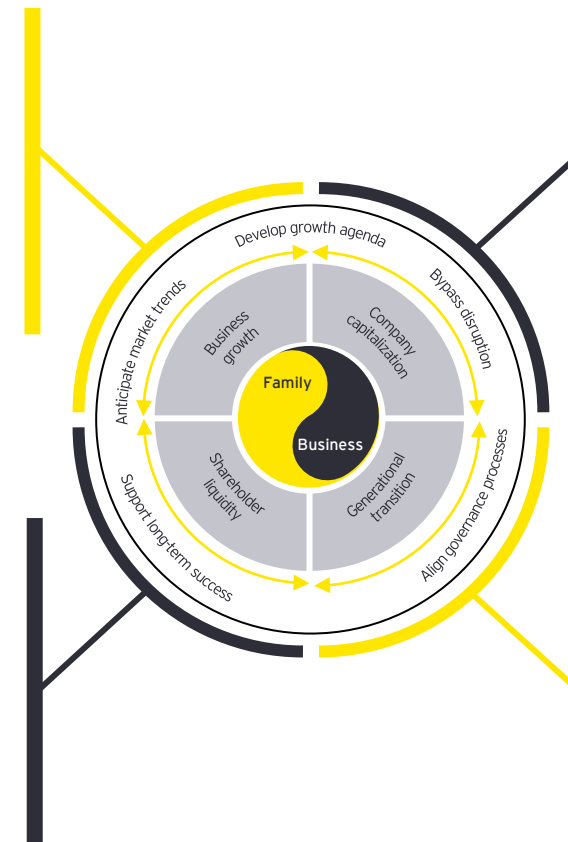 Develop growth agenda
Anticipate market trends
Bypass disruption
Business
growth
Company
capitalization
Family
Business
Shareholder
liquidity
Generational
transition
Support long-term success
Align governance processes